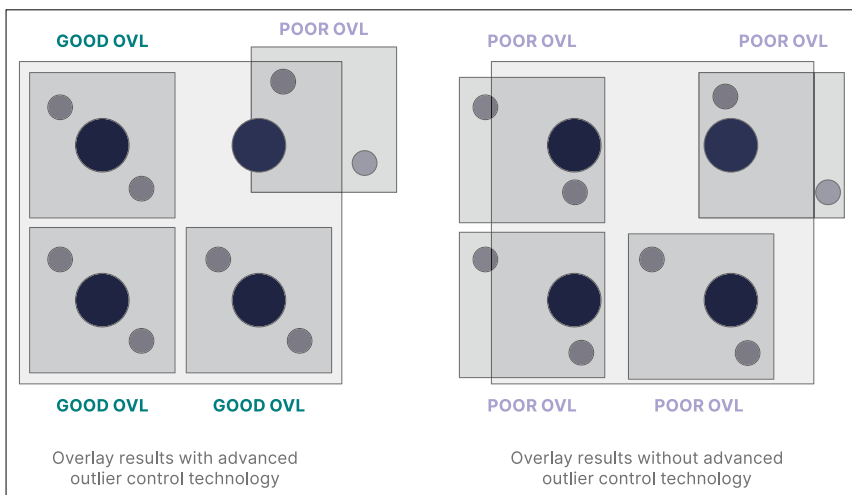 GOOD OVL
POOR OVL
POOR OVL
POOR OVL
GOOD OVL
GOOD OVL
POOR OVL
POOR OVL
Overlay results with advanced
outlier control technology
Overlay results without advanced
outlier control technology